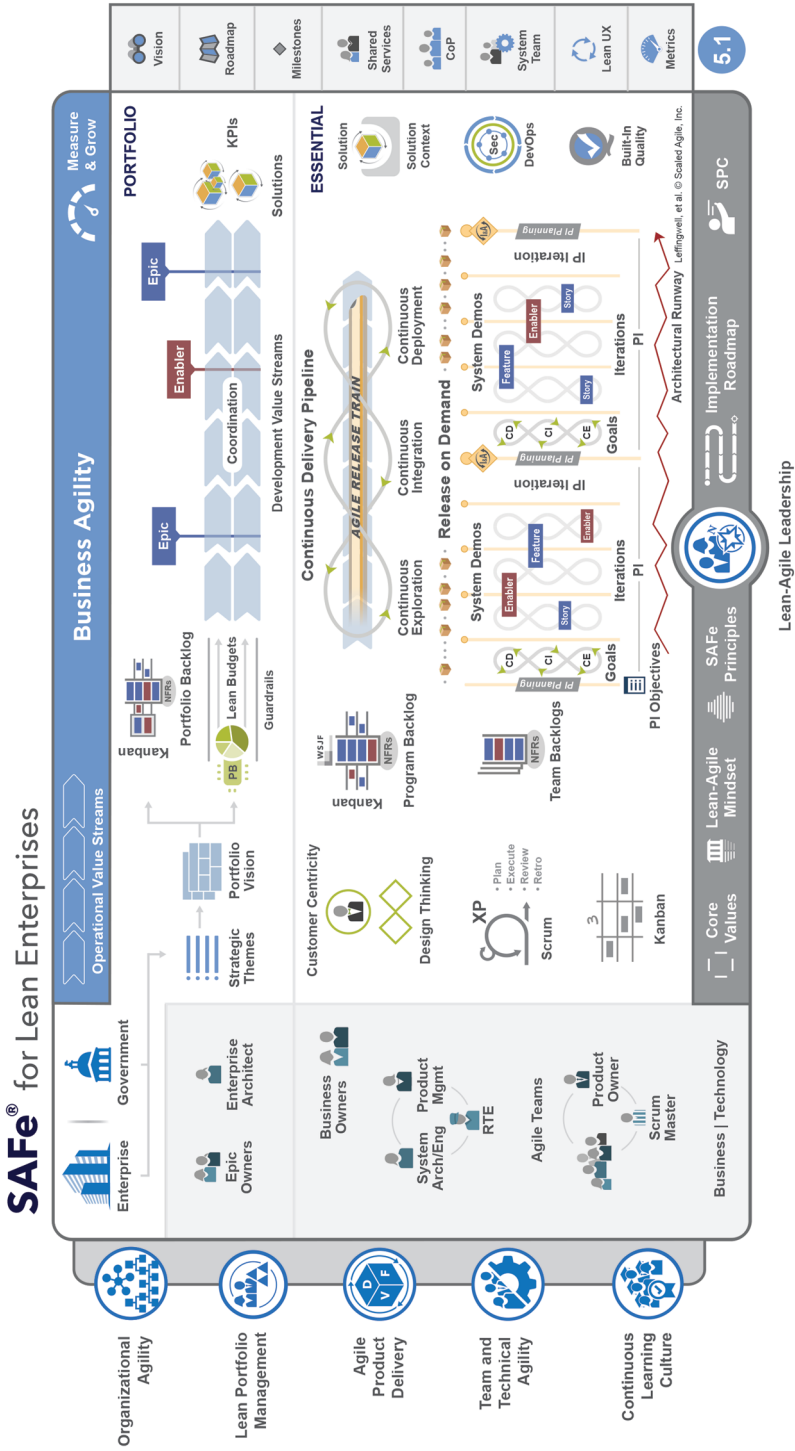 SAFe® for Lean Enterprises
Organizational
Agility
Lean Portfolio
Management
Agile
Product
Delivery
D
V
F
Team and
Technical
Agility
Continuous
Learning
Culture
Enterprise
Government
Business Agility
Operational Value Streams
Measure
& Grow
PORTFOLIO
Epic
Owners
Enterprise
Architect
Strategic
Themes
Portfolio
Vision
Kanban
NFRs
Portfolio Backlog
PB
Lean Budgets
Guardrails
Epic
Enabler
Epic
Coordination
Development Value Streams
KPIs
Solutions
ESSENTIAL
Business
Owners
System
Arch/Eng
Product
Mgmt
RTE
Agile Teams
Product
Owner
Scrum
Master
Business | Technology
Customer Centricity
Design Thinking
XP
Scrum
• Plan
• Execute
• Review
• Retro
Kanban
3
WSJF
Kanban
NFRs
Program Backlog
NFRs
Team Backlogs
Continuous Delivery Pipeline
AGILE RELEASE TRAIN
Continuous
Exploration
Continuous
Integration
Continuous
Deployment
Release on Demand
PI Planning
CD
CI
CE
Goals
System Demos
Enabler
Story
Feature
Enabler
Iterations
IP Iteration
PI
I&A
PI Planning
CD
CI
CE
Goals
System Demos
Feature
Story
Enabler
Story
Iterations
IP Iteration
PI
I&A
PI Planning
PI Objectives
Architectural Runway
Solution
Solution
Context
Sec
DevOps
Built-In
Quality
Leffingwell, et al. © Scaled Agile, Inc.
Vision
Roadmap
Milestones
Shared
Services
CoP
System
Team
Lean UX
Metrics
5.1
Core
Values
Lean-Agile
Mindset
SAFe
Principles
N
Implementation
Roadmap
SPC
Lean-Agile Leadership